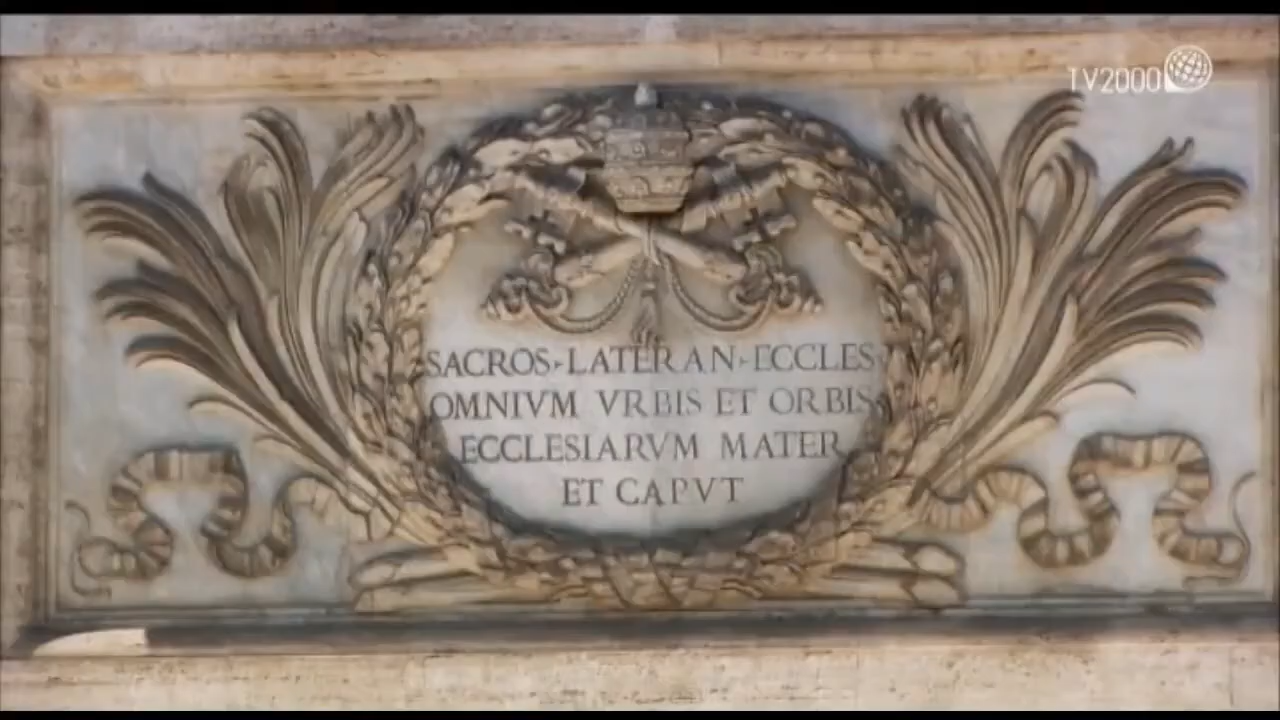 TV2000
SACROS·LATERAN·ECCLES
OMNIVM VRBIS ET ORBIS
ECCLESIARVM MATER
ET CAPVT